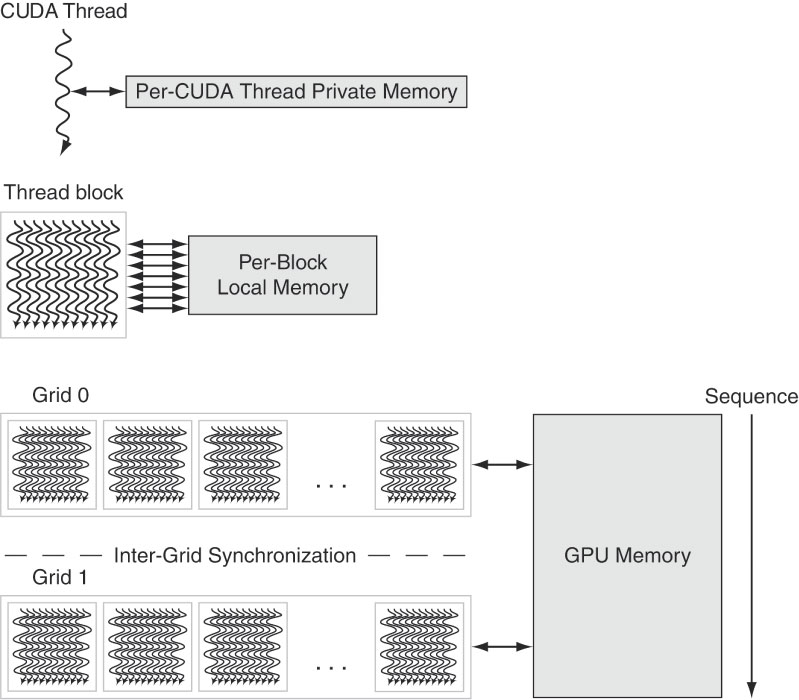 CUDA Thread
Per-CUDA Thread Private Memory
Thread block
Per-Block
Local Memory
Grid 0
Sequence
. . .
Inter-Grid Synchronization
GPU Memory
Grid 1
. . .